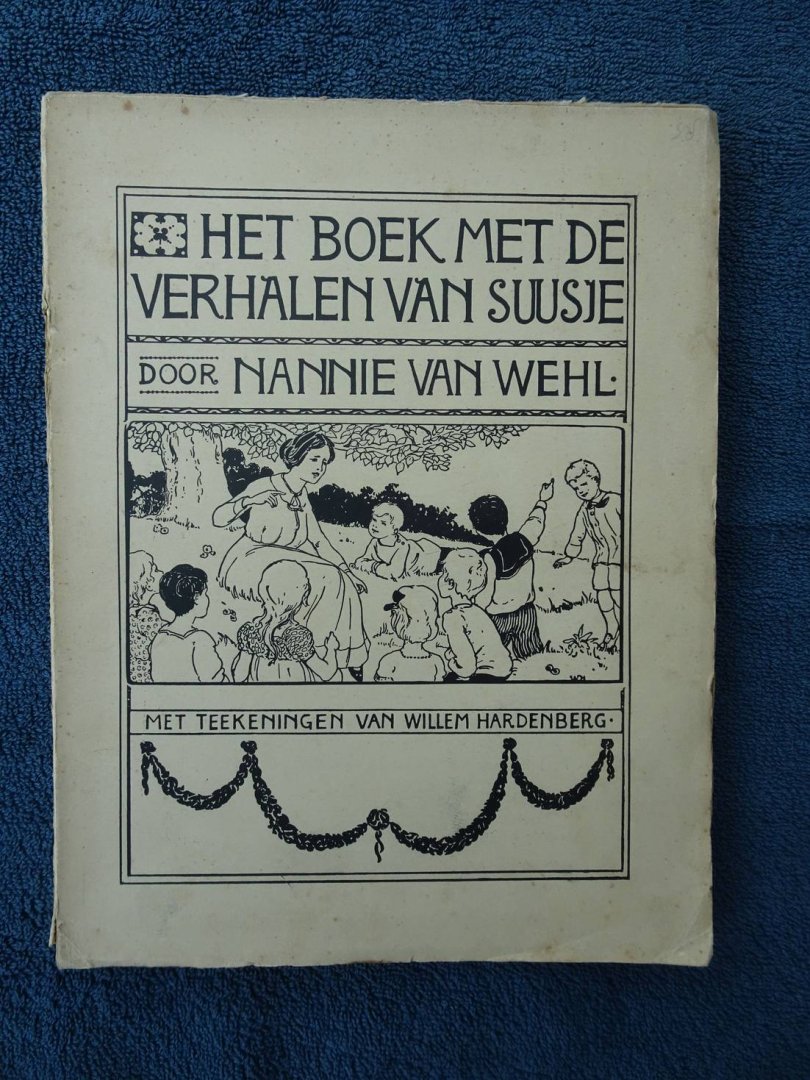 HET BOEK MET DE
VERHALEN VAN SUUSJE
DOOR NANNIE VAN WEHL.
MET TEEKENINGEN VAN WILLEM HARDENBERG.